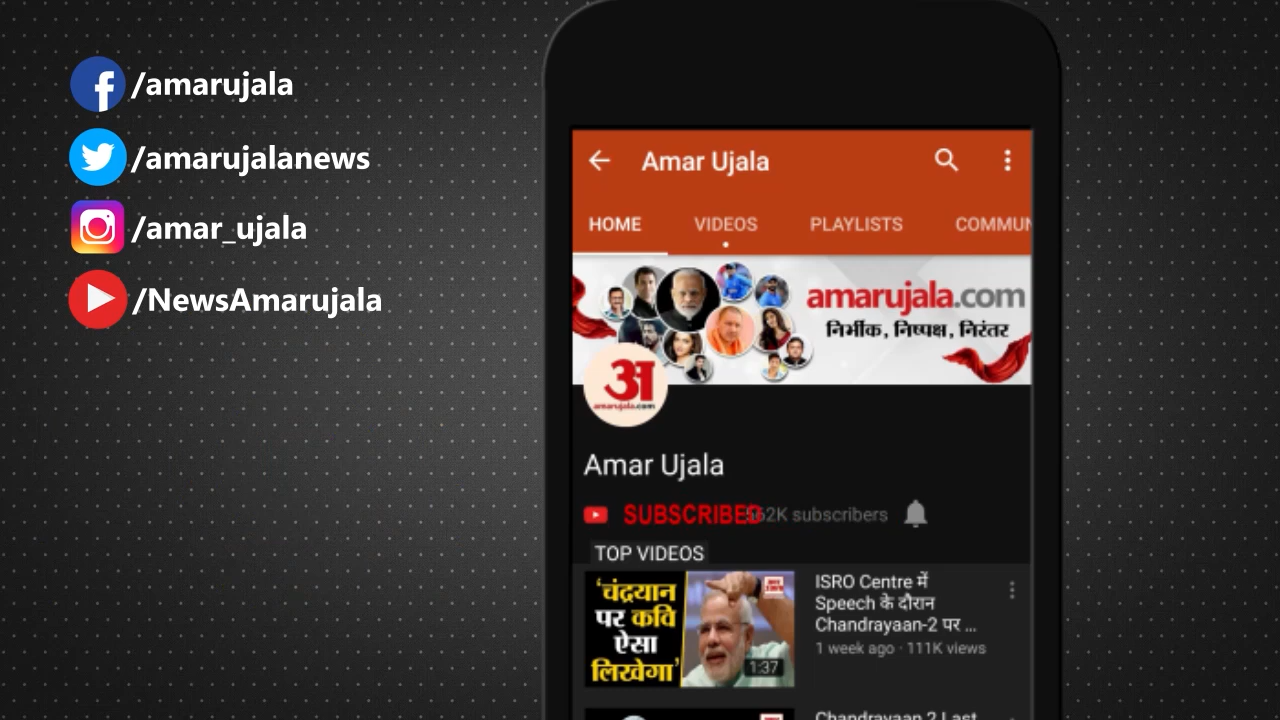 /amarujala
/amarujalanews
/amar_ujala
/NewsAmarujala
Amar Ujala
HOME VIDEOS PLAYLISTS COMMUN
amarujala.com
निर्भीक, निष्पक्ष, निरंतर
अ
amarujala.com
Amar Ujala
SUBSCRIBED 562K subscribers
TOP VIDEOS
'चंद्रयान
पर कवि
ऐसा
लिखेगा'
1:37
ISRO Centre में
Speech के दौरान
Chandrayaan-2 पर ...
1 week ago · 111K views
Chandrayaan 2 Last